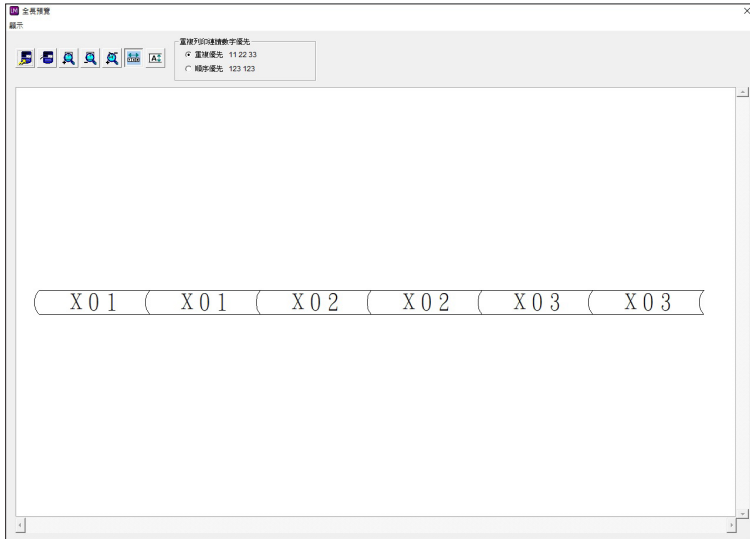 LM 全長預覽
顯示
重複列印連續數字優先
重複優先 11 22 33
順序優先 123 123
X01 X01 X02 X02 X03 X03